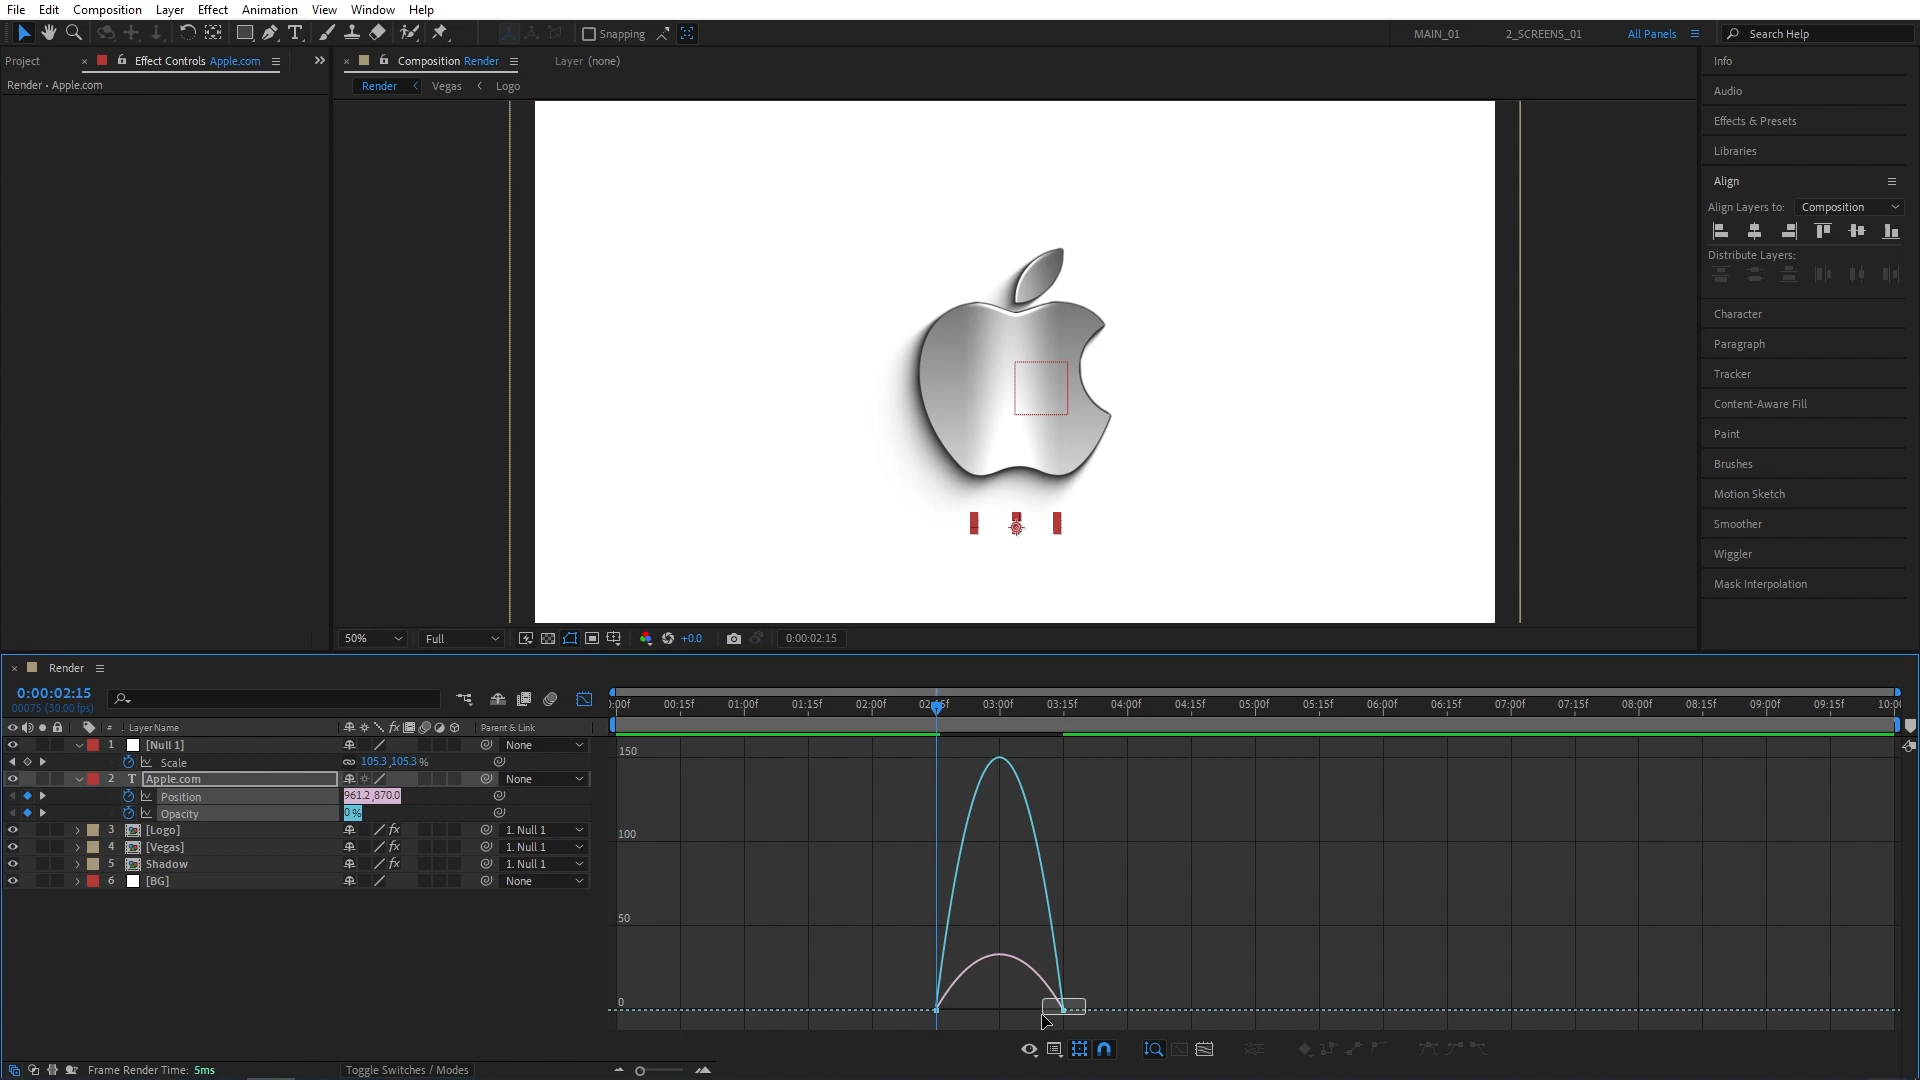 File Edit Composition Layer Effect Animation View Window Help
Snapping
MAIN_01 2_SCREENS_01 All Panels Search Help
Project × Effect Controls Apple.com
Render • Apple.com
× Composition Render Layer (none)
Render Vegas Logo
Info
Audio
Effects & Presets
Libraries
Align
Align Layers to: Composition
Distribute Layers:
Character
Paragraph
Tracker
Content-Aware Fill
Paint
Brushes
Motion Sketch
Smoother
Wiggler
Mask Interpolation
50% Full +0.0 0:00:02:15
× Render
0:00:02:15
00075 (30.00 fps)
# Layer Name fx Parent & Link
:00f 00:15f 01:00f 01:15f 02:00f 03:00f 03:15f 04:00f 04:15f 05:00f 05:15f 06:00f 06:15f 07:00f 07:15f 08:00f 08:15f 09:00f 09:15f 10:0
1 [Null 1] None
Scale 105.3,105.3 %
2 T Apple.com None
Position 961.2,870.0
Opacity 0 %
3 [Logo] fx 1. Null 1
4 [Vegas] fx 1. Null 1
5 Shadow fx 1. Null 1
6 [BG] None
150
100
50
0
Frame Render Time: 5ms Toggle Switches / Modes